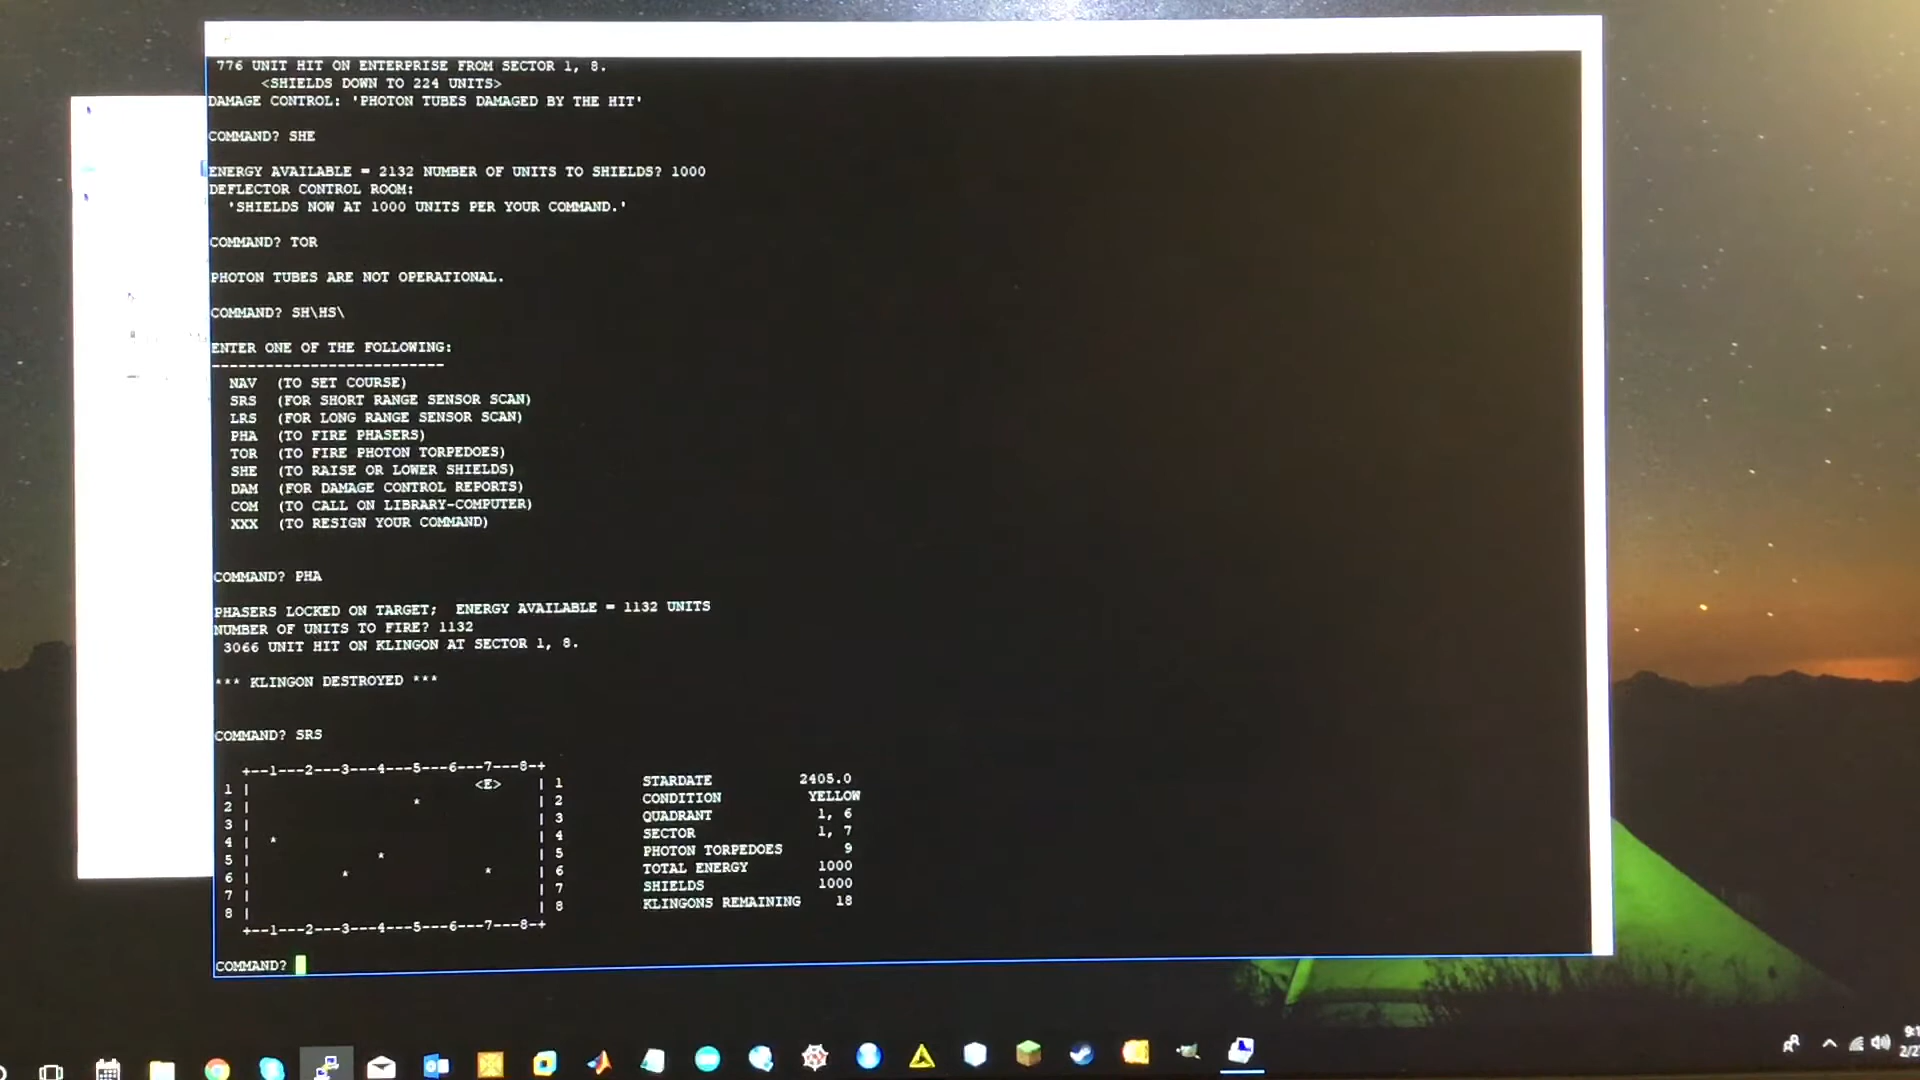 776 UNIT HIT ON ENTERPRISE FROM SECTOR 1, 8.
<SHIELDS DOWN TO 224 UNITS>
DAMAGE CONTROL: 'PHOTON TUBES DAMAGED BY THE HIT'
COMMAND? SHE
ENERGY AVAILABLE = 2132 NUMBER OF UNITS TO SHIELDS? 1000
DEFLECTOR CONTROL ROOM:
'SHIELDS NOW AT 1000 UNITS PER YOUR COMMAND.'
COMMAND? TOR
PHOTON TUBES ARE NOT OPERATIONAL.
COMMAND? SH\HS\
ENTER ONE OF THE FOLLOWING:
--------------------------
NAV (TO SET COURSE)
SRS (FOR SHORT RANGE SENSOR SCAN)
LRS (FOR LONG RANGE SENSOR SCAN)
PHA (TO FIRE PHASERS)
TOR (TO FIRE PHOTON TORPEDOES)
SHE (TO RAISE OR LOWER SHIELDS)
DAM (FOR DAMAGE CONTROL REPORTS)
COM (TO CALL ON LIBRARY-COMPUTER)
XXX (TO RESIGN YOUR COMMAND)
COMMAND? PHA
PHASERS LOCKED ON TARGET; ENERGY AVAILABLE = 1132 UNITS
NUMBER OF UNITS TO FIRE? 1132
3066 UNIT HIT ON KLINGON AT SECTOR 1, 8.
*** KLINGON DESTROYED ***
COMMAND? SRS
+--1---2---3---4---5---6---7---8-+
1 | <E> | 1 STARDATE 2405.0
2 | * | 2 CONDITION YELLOW
3 | | 3 QUADRANT 1, 6
4 | * | 4 SECTOR 1, 7
5 | * | 5 PHOTON TORPEDOES 9
6 | * * | 6 TOTAL ENERGY 1000
7 | | 7 SHIELDS 1000
8 | | 8 KLINGONS REMAINING 18
+--1---2---3---4---5---6---7---8-+
COMMAND?